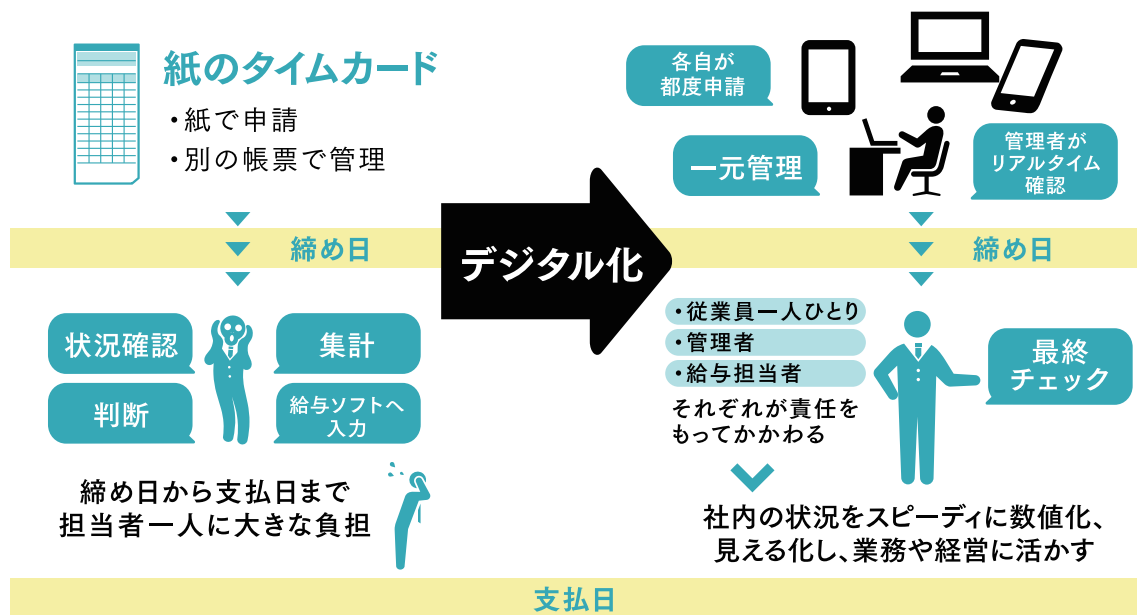 紙のタイムカード
・紙で申請
・別の帳票で管理
締め日
状況確認
集計
判断
給与ソフトへ
入力
締め日から支払日まで
担当者一人に大きな負担
デジタル化
各自が
都度申請
一元管理
管理者が
リアルタイム
確認
締め日
・従業員一人ひとり
・管理者
・給与担当者
それぞれが責任を
もってかかわる
最終
チェック
社内の状況をスピーディに数値化、
見える化し、業務や経営に活かす
支払日